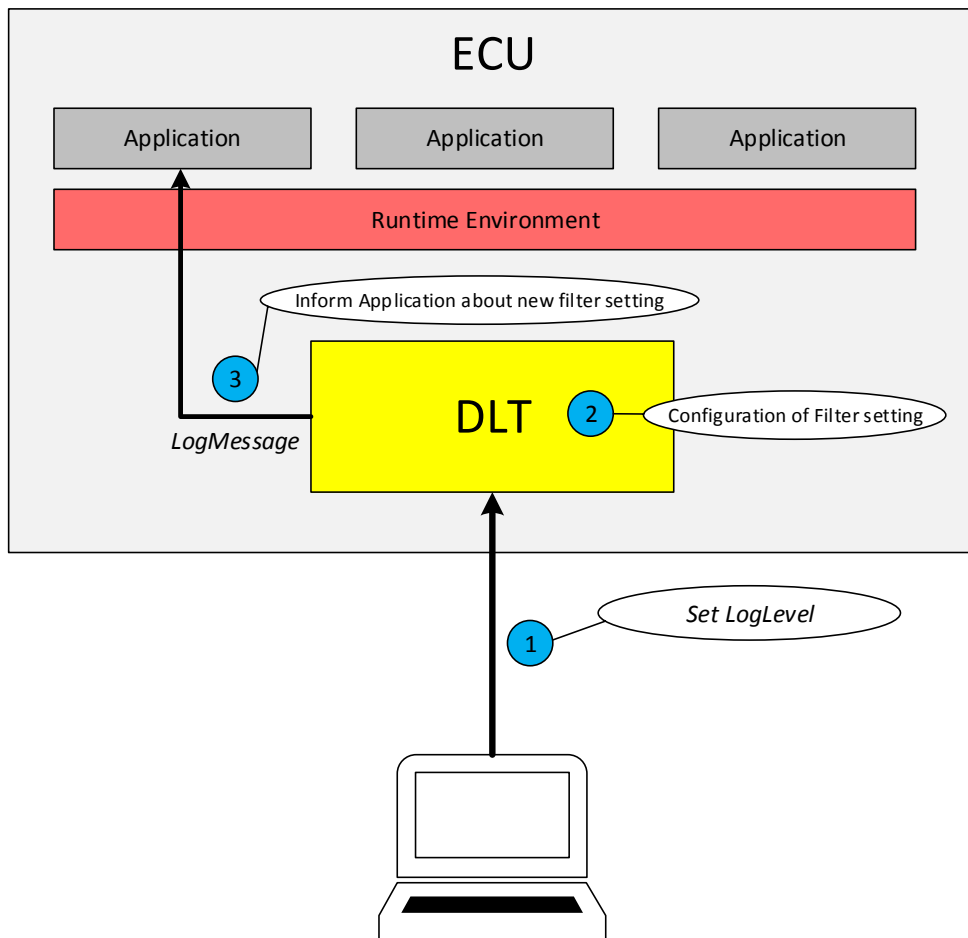 ECU
Application
Application
Application
Runtime Environment
Inform Application about new filter setting
3
DLT
2
Configuration of Filter setting
LogMessage
Set LogLevel
1